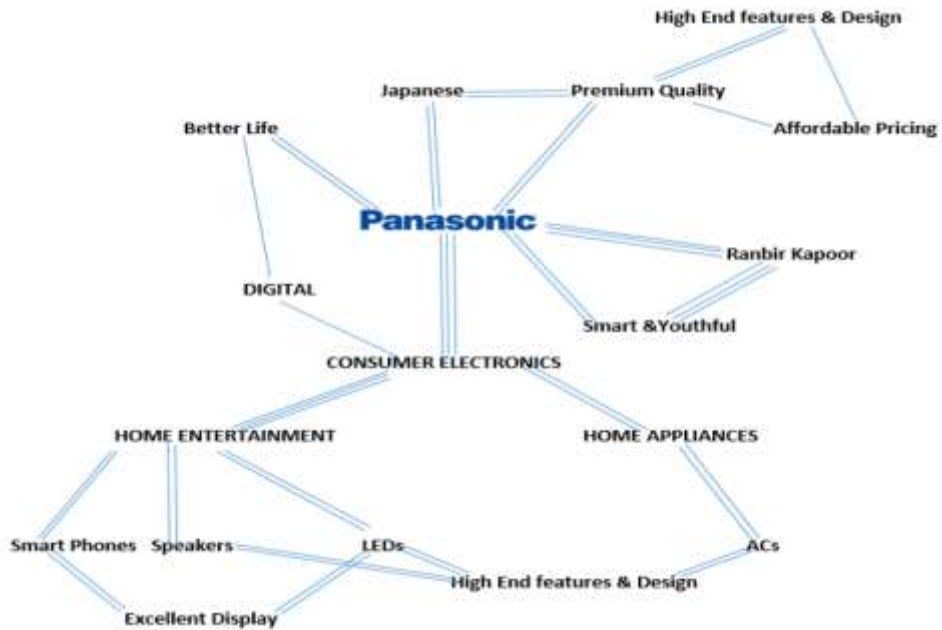 High End features & Design
Japanese
Premium Quality
Better Life
Affordable Pricing
Panasonic
Ranbir Kapoor
DIGITAL
Smart &Youthful
CONSUMER ELECTRONICS
HOME ENTERTAINMENT
HOME APPLIANCES
Smart Phones
Speakers
LEDs
ACs
High End features & Design
Excellent Display